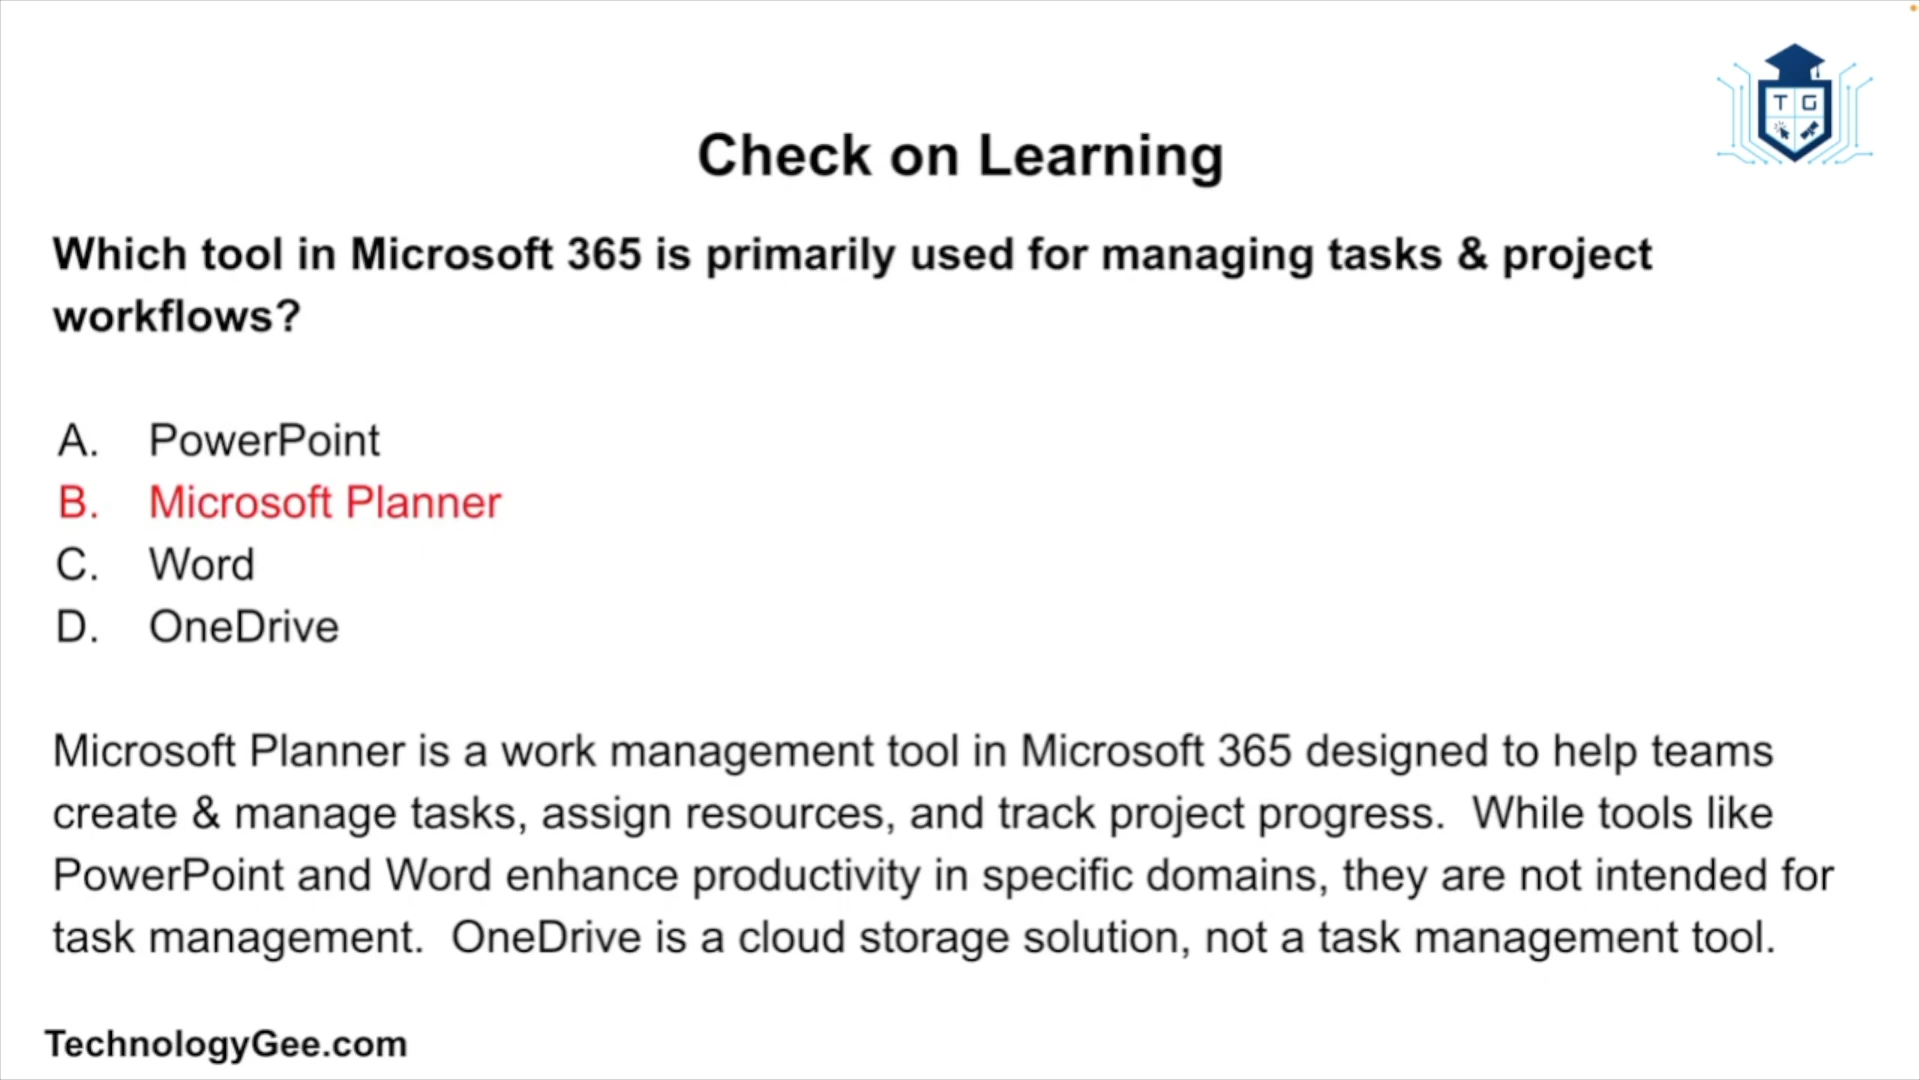 T G
Check on Learning
Which tool in Microsoft 365 is primarily used for managing tasks & project
workflows?
A. PowerPoint
B. Microsoft Planner
C. Word
D. OneDrive
Microsoft Planner is a work management tool in Microsoft 365 designed to help teams
create & manage tasks, assign resources, and track project progress.  While tools like
PowerPoint and Word enhance productivity in specific domains, they are not intended for
task management.  OneDrive is a cloud storage solution, not a task management tool.
TechnologyGee.com